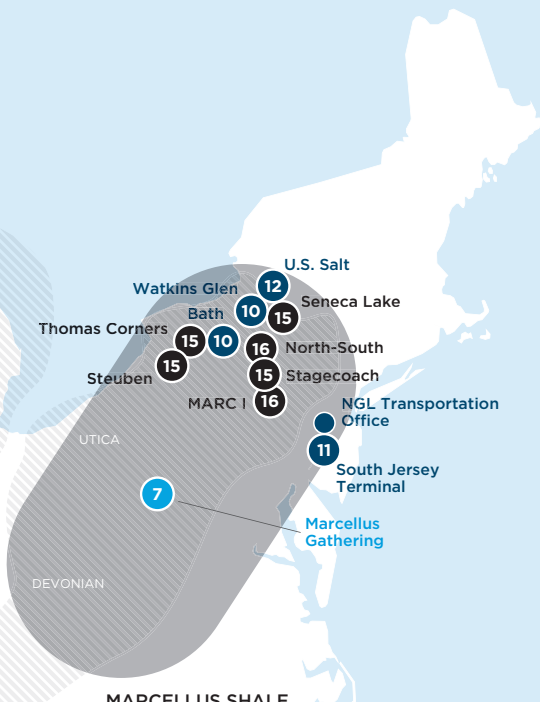 U.S. Salt
12
Watkins Glen
10
Seneca Lake
15
Bath
10
Thomas Corners
15
North-South
16
Steuben
15
Stagecoach
15
MARC I
16
NGL Transportation
Office
11
South Jersey
Terminal
UTICA
7
Marcellus
Gathering
DEVONIAN
MARCELLUS SHALE